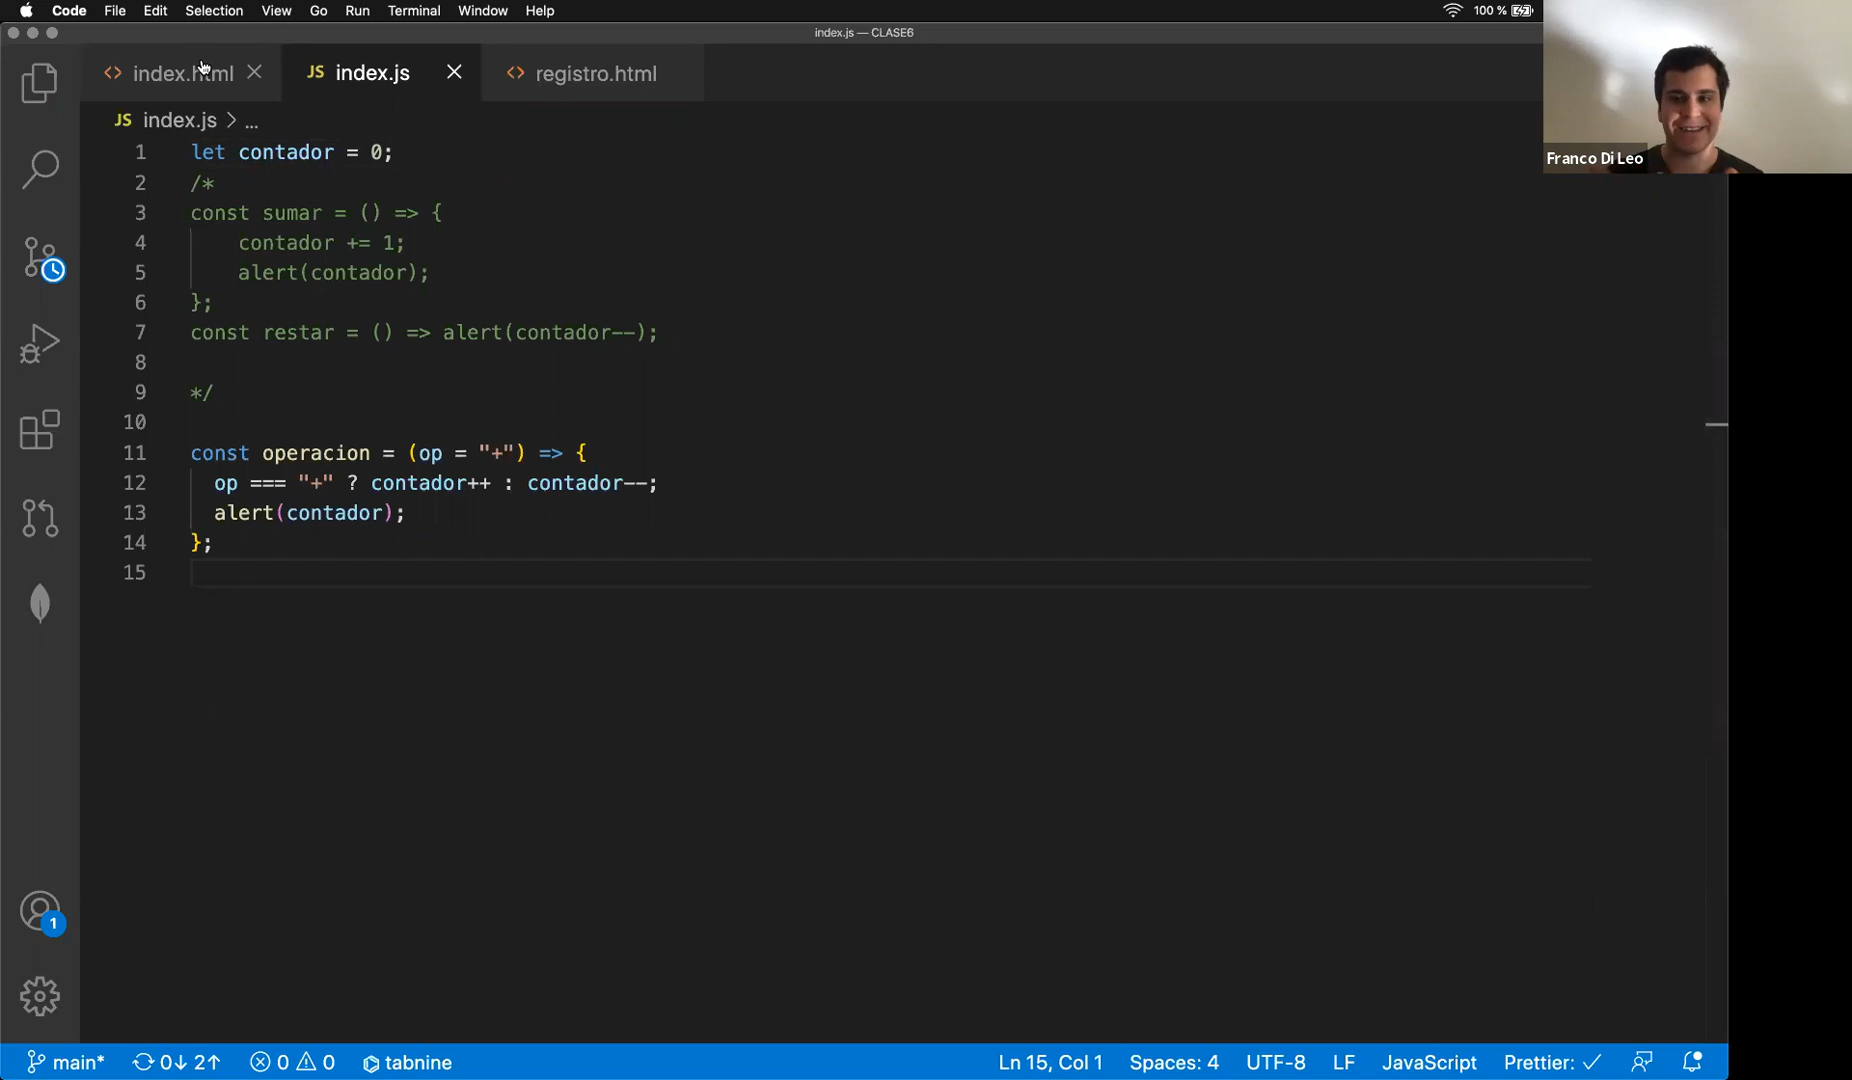 Code File Edit Selection View Go Run Terminal Window Help 100 %
index.js — CLASE6
index.html JS index.js registro.html
Franco Di Leo
JS index.js > ...
1 let contador = 0;
2 /*
3 const sumar = () => {
4 contador += 1;
5 alert(contador);
6 };
7 const restar = () => alert(contador--);
8
9 */
10
11 const operacion = (op = "+") => {
12 op === "+" ? contador++ : contador--;
13 alert(contador);
14 };
15
1
main* 0↓ 2↑ 0 0 tabnine Ln 15, Col 1 Spaces: 4 UTF-8 LF JavaScript Prettier: ✓